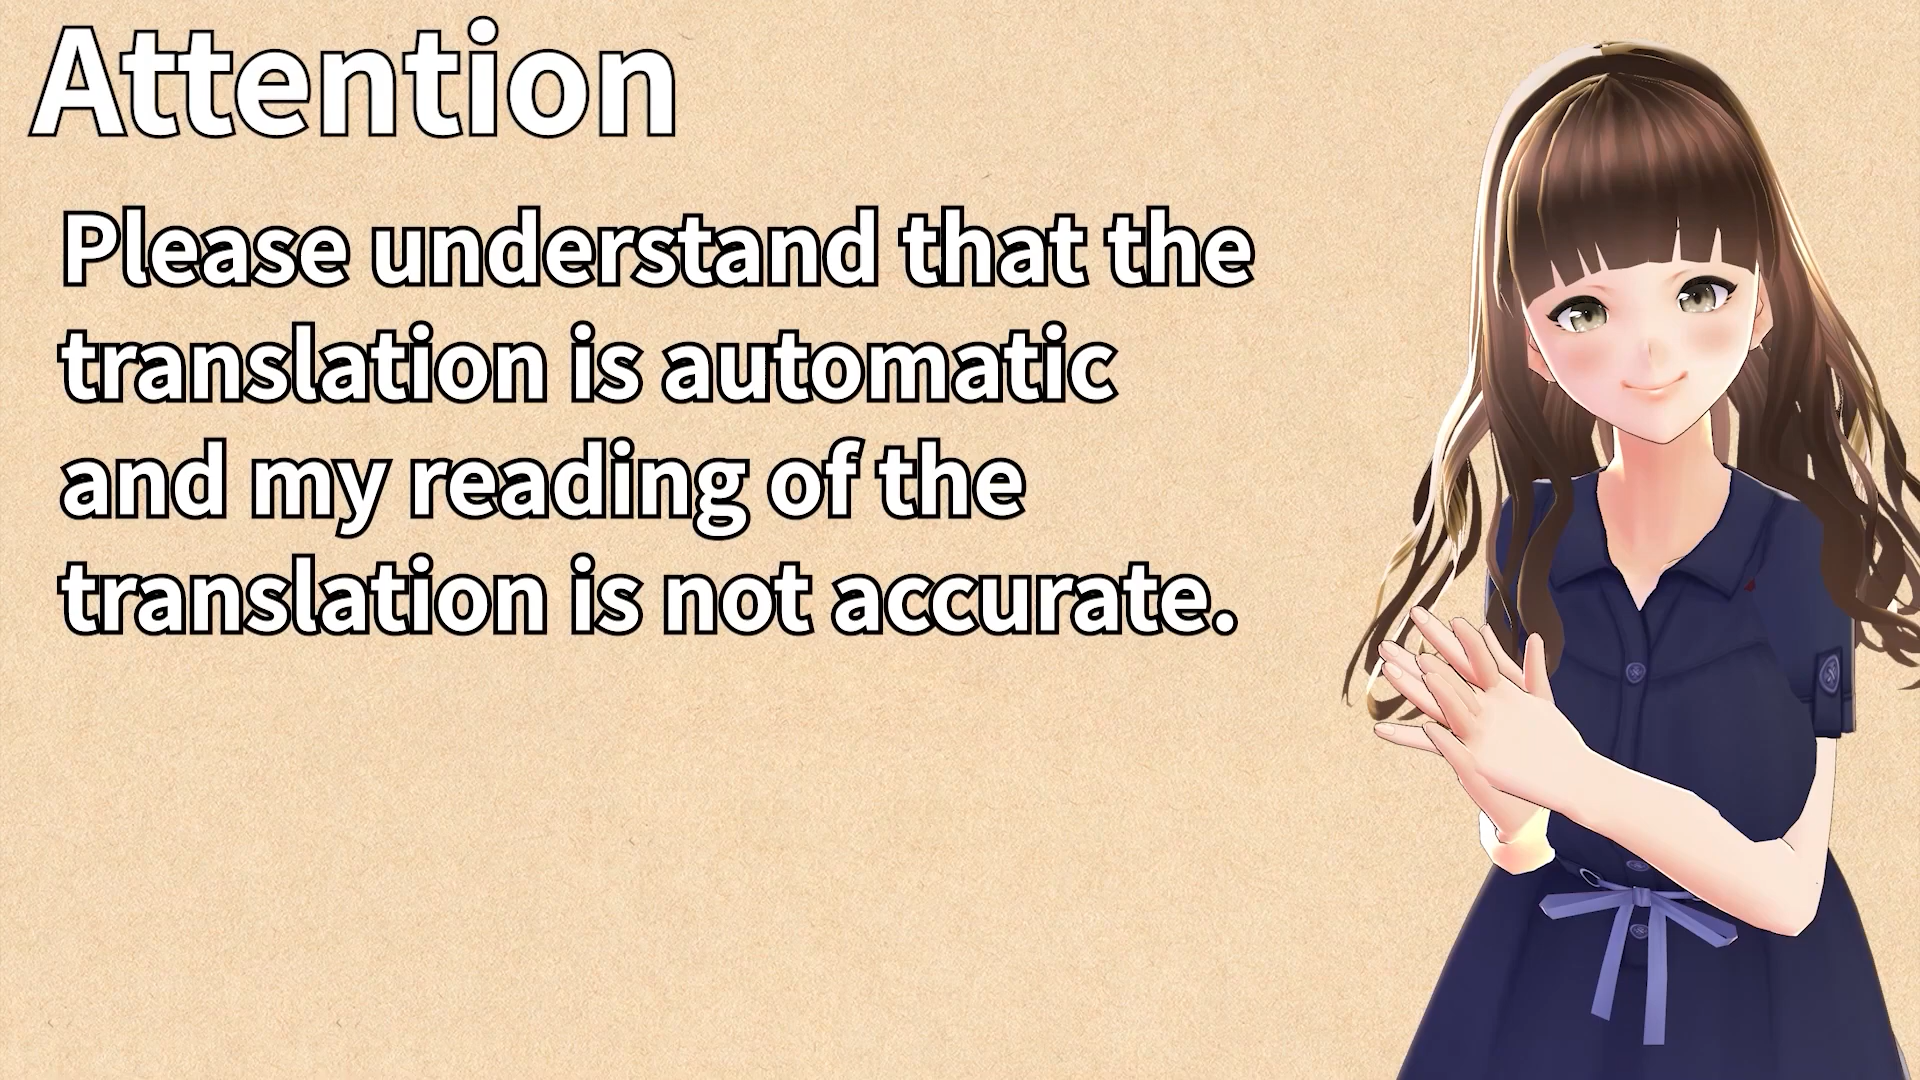 Attention
Please understand that the
translation is automatic
and my reading of the
translation is not accurate.